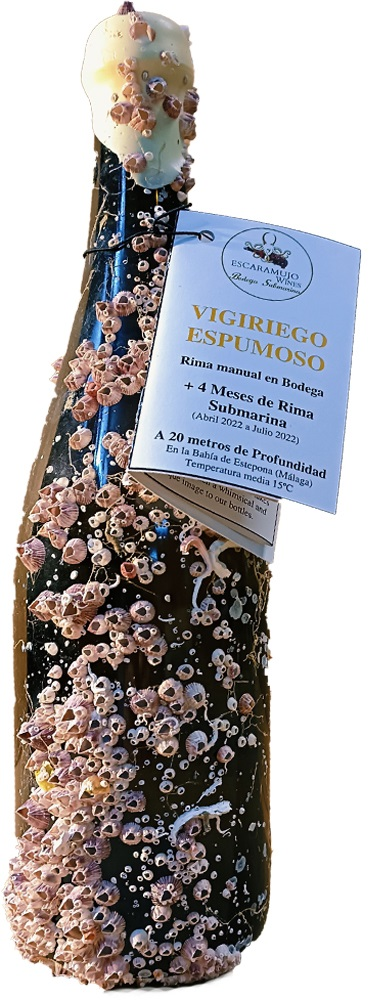 ESCARAMUJO
WINES
Bodega Submarina
VIGIRIEGO
ESPUMOSO
Rima manual en Bodega
+ 4 Meses de Rima
Submarina
(Abril 2022 a Julio 2022)
A 20 metros de Profundidad
En la Bahía de Estepona (Málaga)
Temperatura media 15ºC
in a whimsical and
image to our bottles.